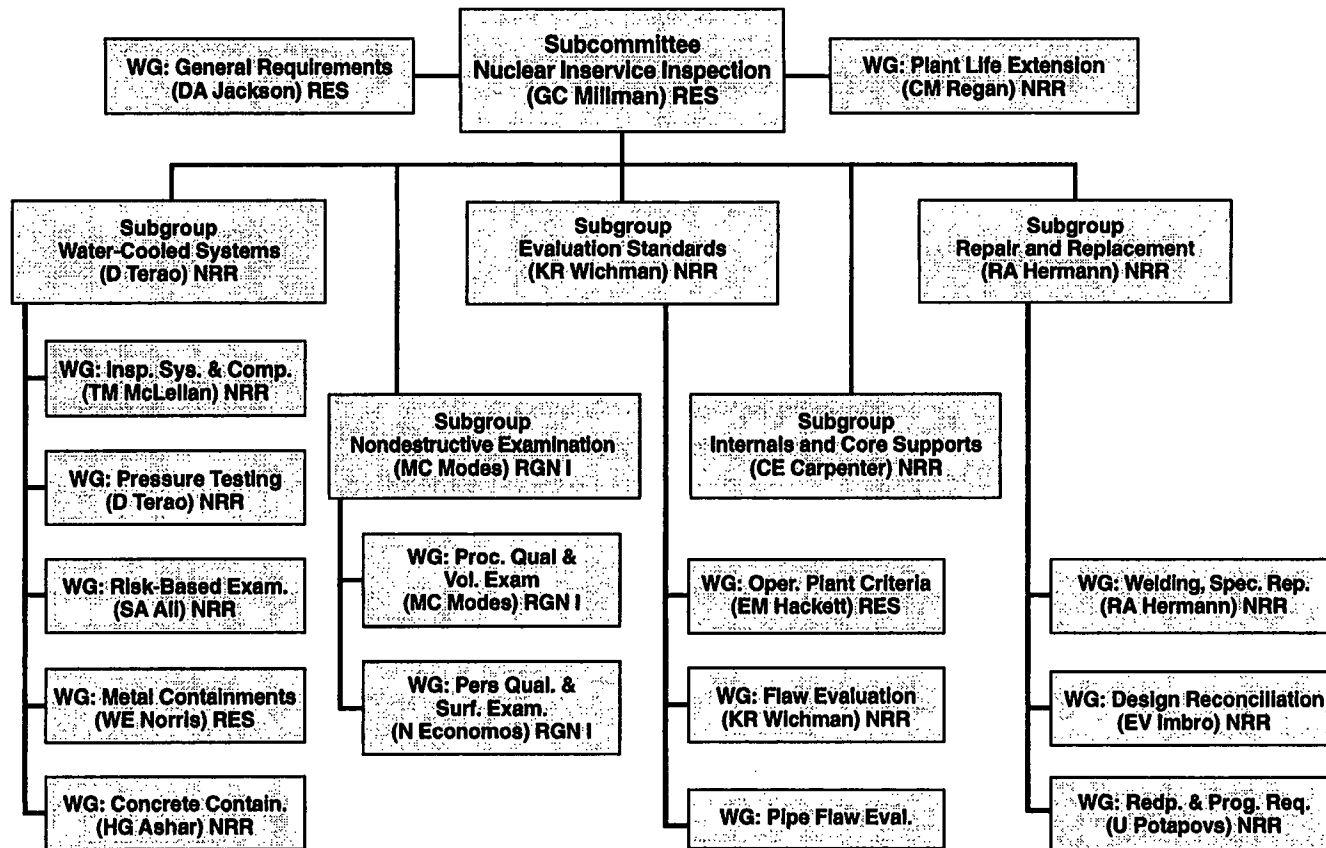 Subcommittee
Nuclear Inservice Inspection
(GC Millman) RES
WG: General Requirements
(DA Jackson) RES
WG: Plant Life Extension
(CM Regan) NRR
Subgroup
Water-Cooled Systems
(D Terao) NRR
Subgroup
Evaluation Standards
(KR Wichman) NRR
Subgroup
Repair and Replacement
(RA Hermann) NRR
Subgroup
Nondestructive Examination
(MC Modes) RGN I
Subgroup
Internals and Core Supports
(CE Carpenter) NRR
WG: Insp. Sys. & Comp.
(TM McLellan) NRR
WG: Pressure Testing
(D Terao) NRR
WG: Risk-Based Exam.
(SA Ali) NRR
WG: Metal Containments
(WE Norris) RES
WG: Concrete Contain.
(HG Ashar) NRR
WG: Proc. Qual &
Vol. Exam
(MC Modes) RGN I
WG: Pers Qual. &
Surf. Exam.
(N Economos) RGN I
WG: Oper. Plant Criteria
(EM Hackett) RES
WG: Flaw Evaluation
(KR Wichman) NRR
WG: Pipe Flaw Eval.
WG: Welding, Spec. Rep.
(RA Hermann) NRR
WG: Design Reconciliation
(EV Imbro) NRR
WG: Redp. & Prog. Req.
(U Potapovs) NRR